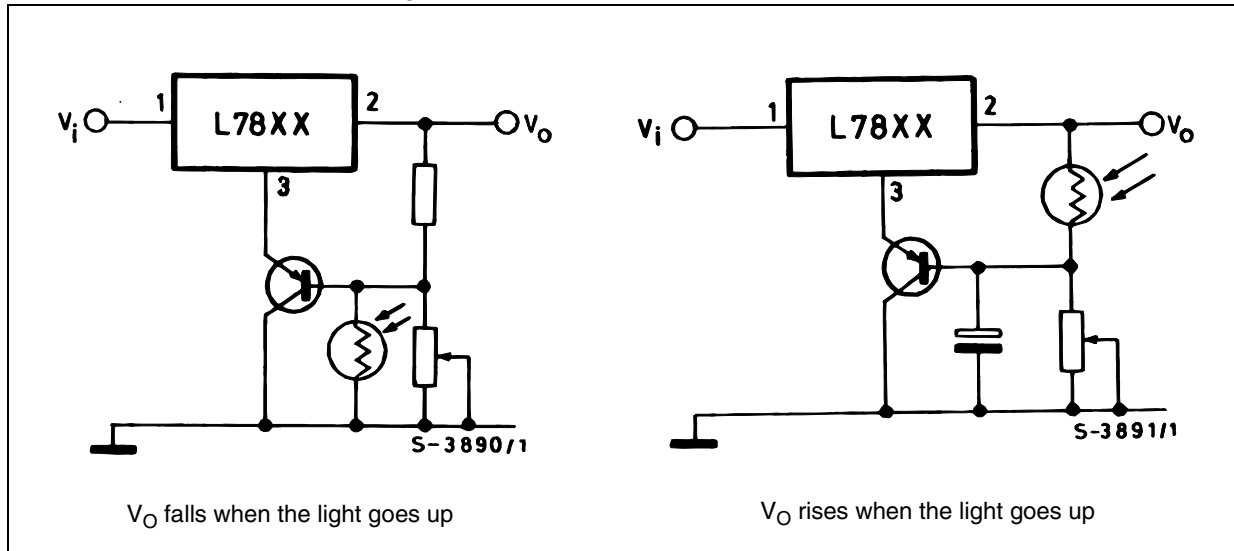 1
2
Vi
L78XX
Vo
3
S-3890/1
VO falls when the light goes up
1
2
Vi
L78XX
Vo
3
S-3891/1
VO rises when the light goes up